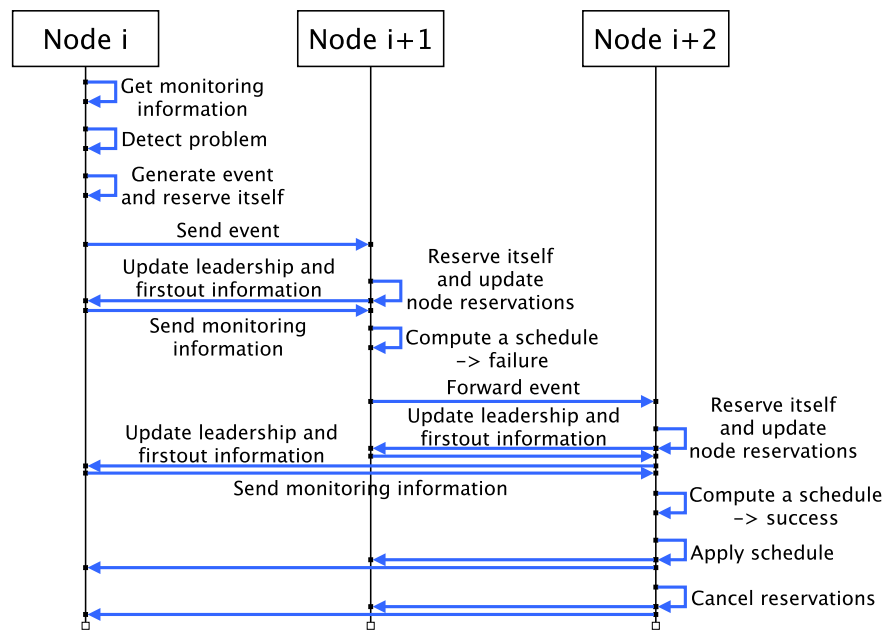 Node i
Node i+1
Node i+2
Get monitoring
information
Detect problem
Generate event
and reserve itself
Send event
Reserve itself
and update
node reservations
Update leadership and
firstout information
Send monitoring
information
Compute a schedule
-> failure
Forward event
Reserve itself
and update
node reservations
Update leadership and
firstout information
Update leadership and
firstout information
Send monitoring information
Compute a schedule
-> success
Apply schedule
Cancel reservations